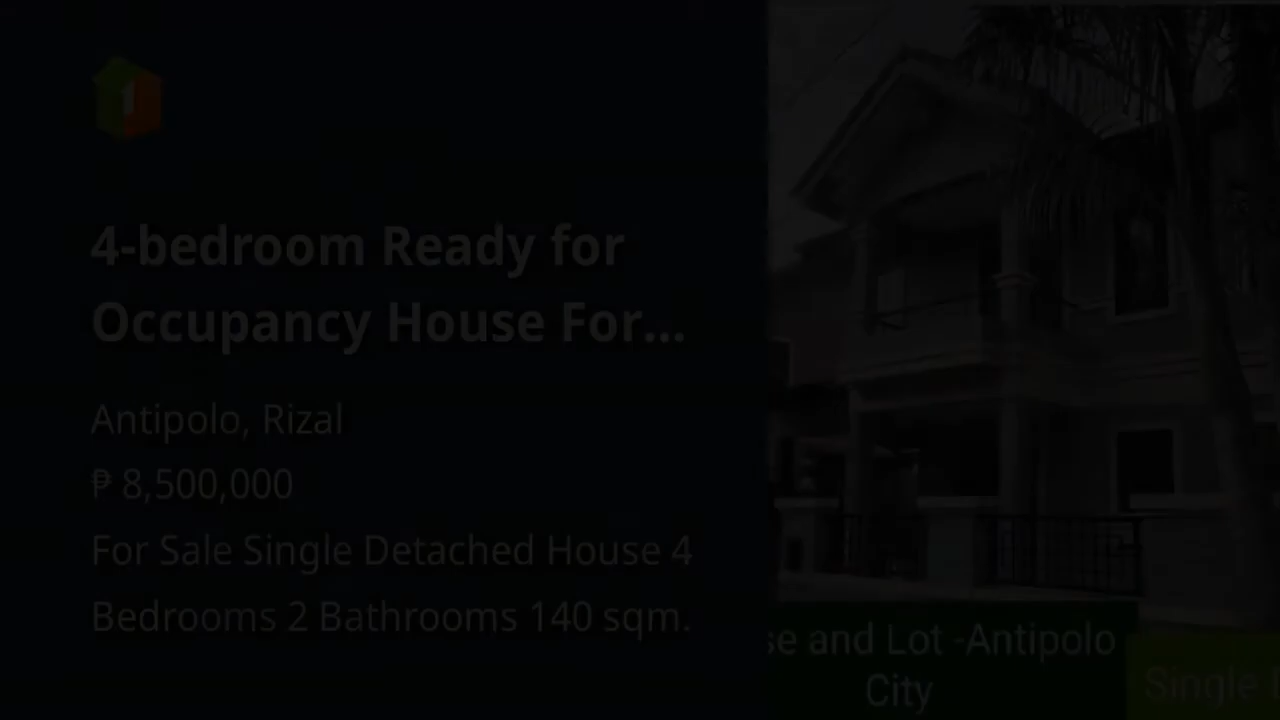 4-bedroom Ready for
Occupancy House For...
Antipolo, Rizal
₱ 8,500,000
For Sale Single Detached House 4
Bedrooms 2 Bathrooms 140 sqm.
se and Lot -Antipolo
City
Single